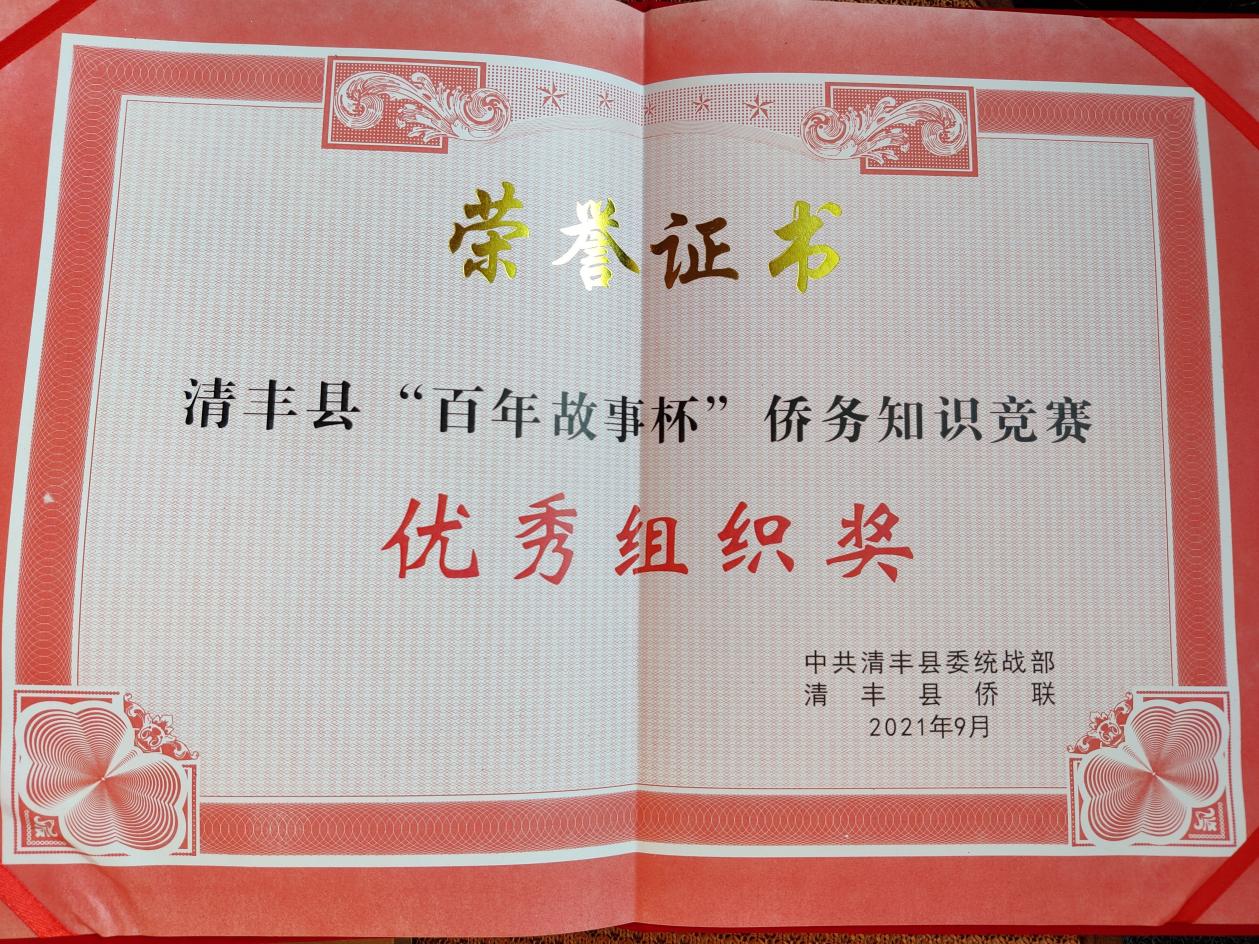 荣誉证书
清丰县“百年故事杯”侨务知识竞赛
优秀组织奖
中共清丰县委统战部
清丰县侨联
2021年9月